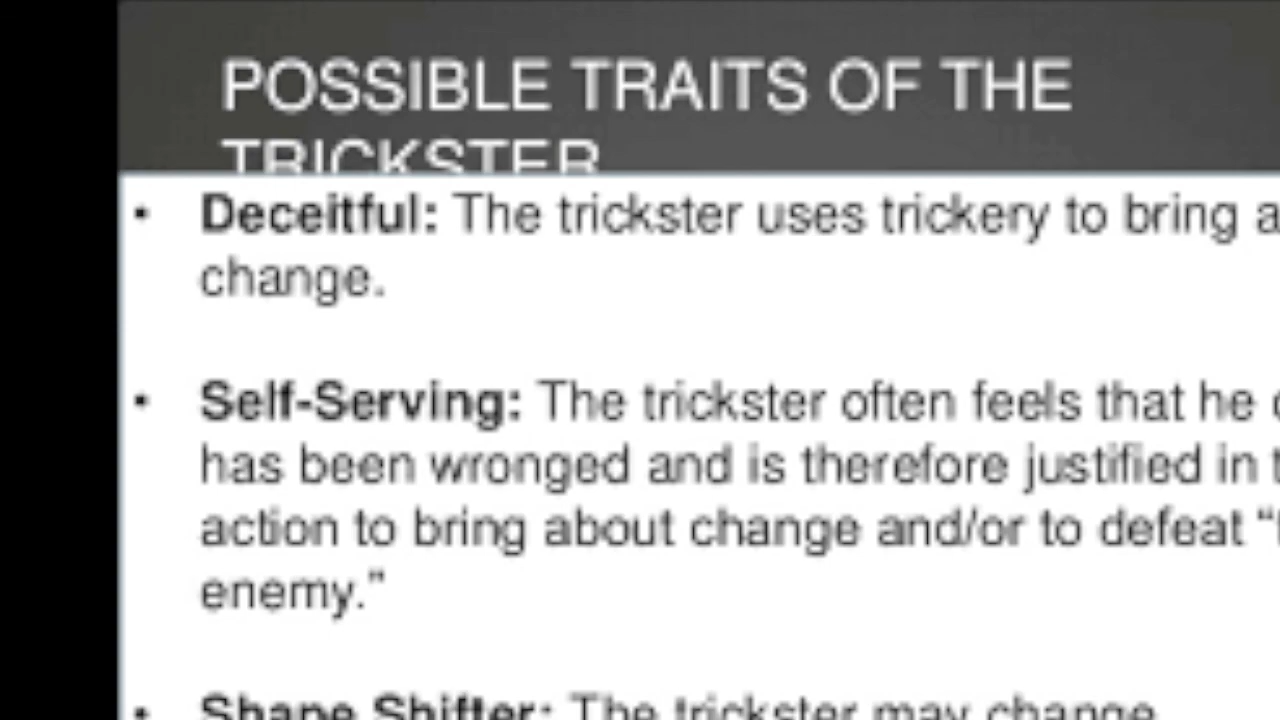 POSSIBLE TRAITS OF THE
TRICKSTER
• Deceitful: The trickster uses trickery to bring a
change.
• Self-Serving: The trickster often feels that he
has been wronged and is therefore justified in
action to bring about change and/or to defeat “
enemy.”
• Shape Shifter: The trickster may change